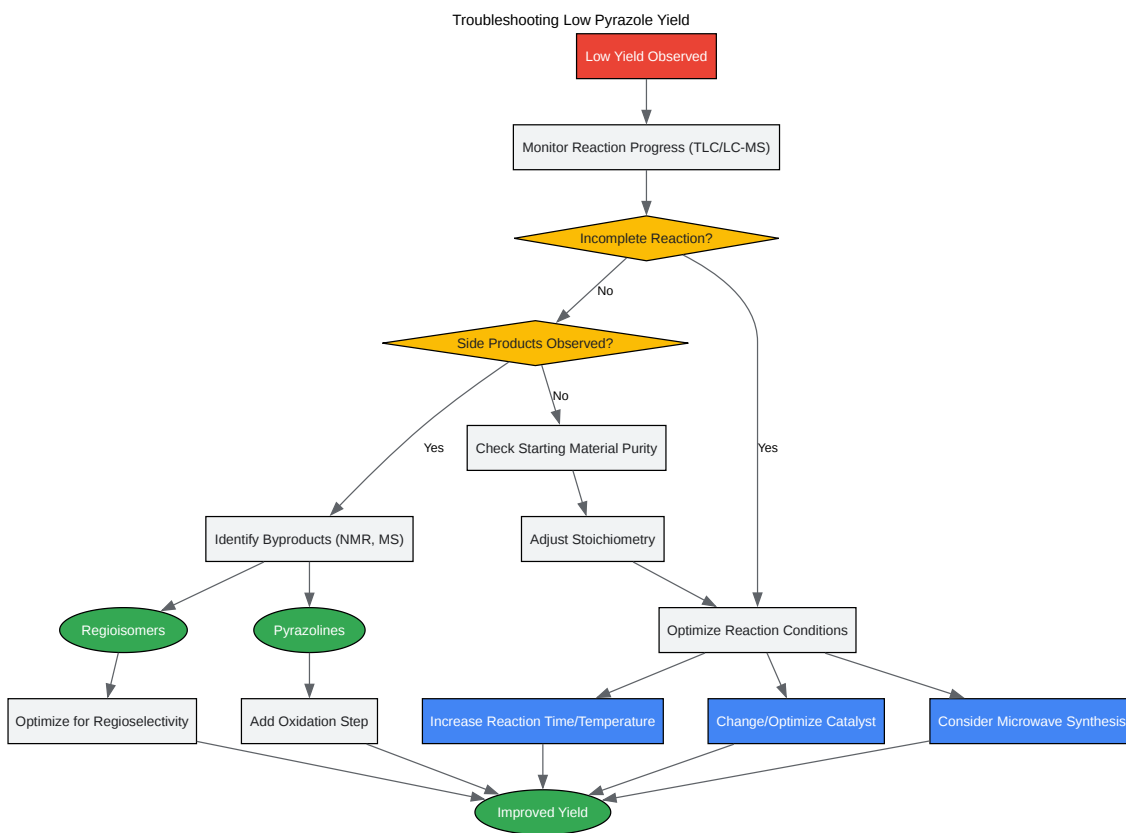 Troubleshooting Low Pyrazole Yield
Low Yield Observed
Monitor Reaction Progress (TLC/LC-MS)
Incomplete Reaction?
No
Side Products Observed?
No
Yes
Yes
Check Starting Material Purity
Identify Byproducts (NMR, MS)
Adjust Stoichiometry
Regioisomers
Pyrazolines
Optimize Reaction Conditions
Optimize for Regioselectivity
Add Oxidation Step
Increase Reaction Time/Temperature
Change/Optimize Catalyst
Consider Microwave Synthesis
Improved Yield